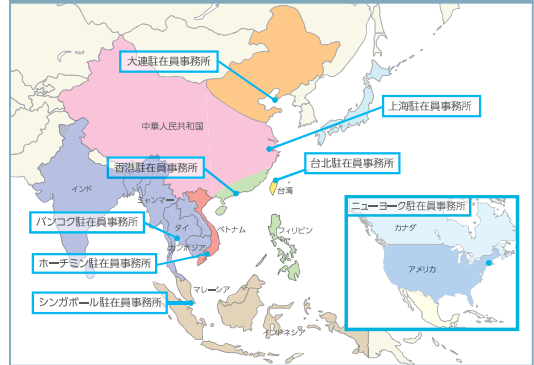 大連駐在員事務所
上海駐在員事務所
中華人民共和国
香港駐在員事務所
台北駐在員事務所
インド
ミャンマー
台湾
ニューヨーク駐在員事務所
バンコク駐在員事務所
タイ
ベトナム
フィリピン
カナダ
カンボジア
ホーチミン駐在員事務所
アメリカ
マレーシア
シンガポール駐在員事務所
インドネシア